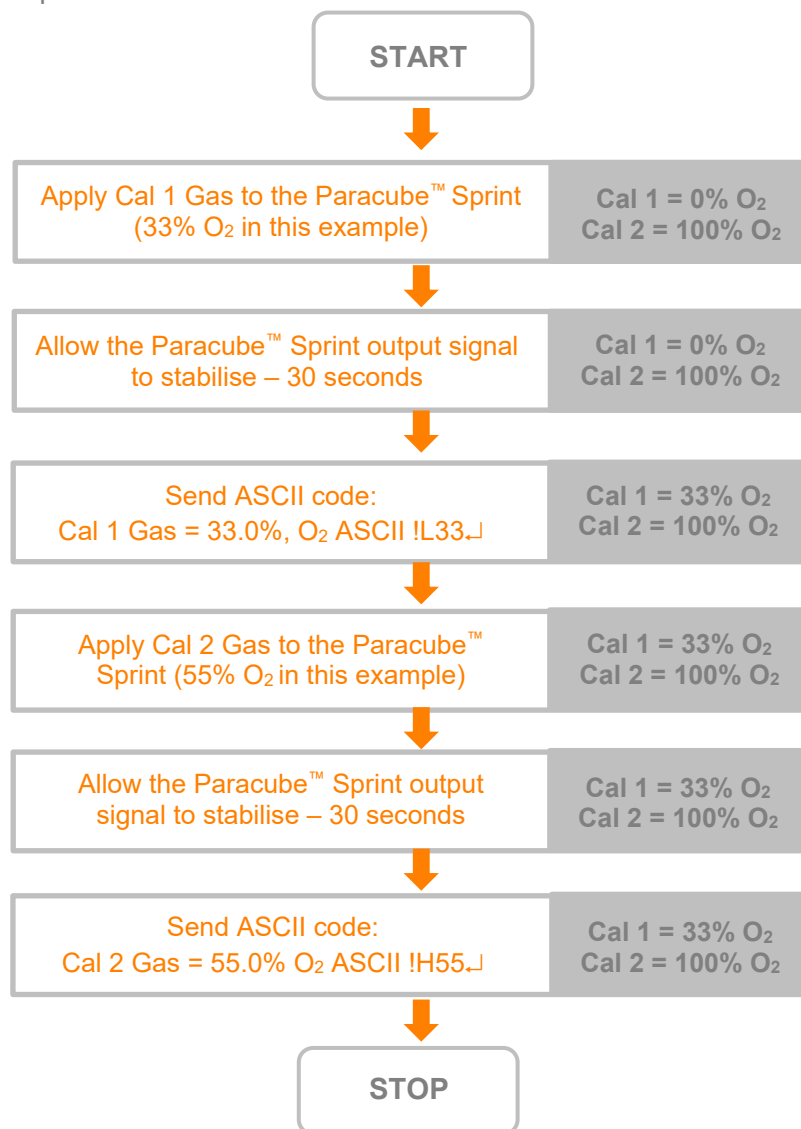 START
Apply Cal 1 Gas to the Paracube™ Sprint
(33% O₂ in this example)
Cal 1 = 0% O₂
Cal 2 = 100% O₂
Allow the Paracube™ Sprint output signal
to stabilise – 30 seconds
Cal 1 = 0% O₂
Cal 2 = 100% O₂
Send ASCII code:
Cal 1 Gas = 33.0%, O₂ ASCII !L33↵
Cal 1 = 33% O₂
Cal 2 = 100% O₂
Apply Cal 2 Gas to the Paracube™
Sprint (55% O₂ in this example)
Cal 1 = 33% O₂
Cal 2 = 100% O₂
Allow the Paracube™ Sprint output
signal to stabilise – 30 seconds
Cal 1 = 33% O₂
Cal 2 = 100% O₂
Send ASCII code:
Cal 2 Gas = 55.0% O₂ ASCII !H55↵
Cal 1 = 33% O₂
Cal 2 = 100% O₂
STOP